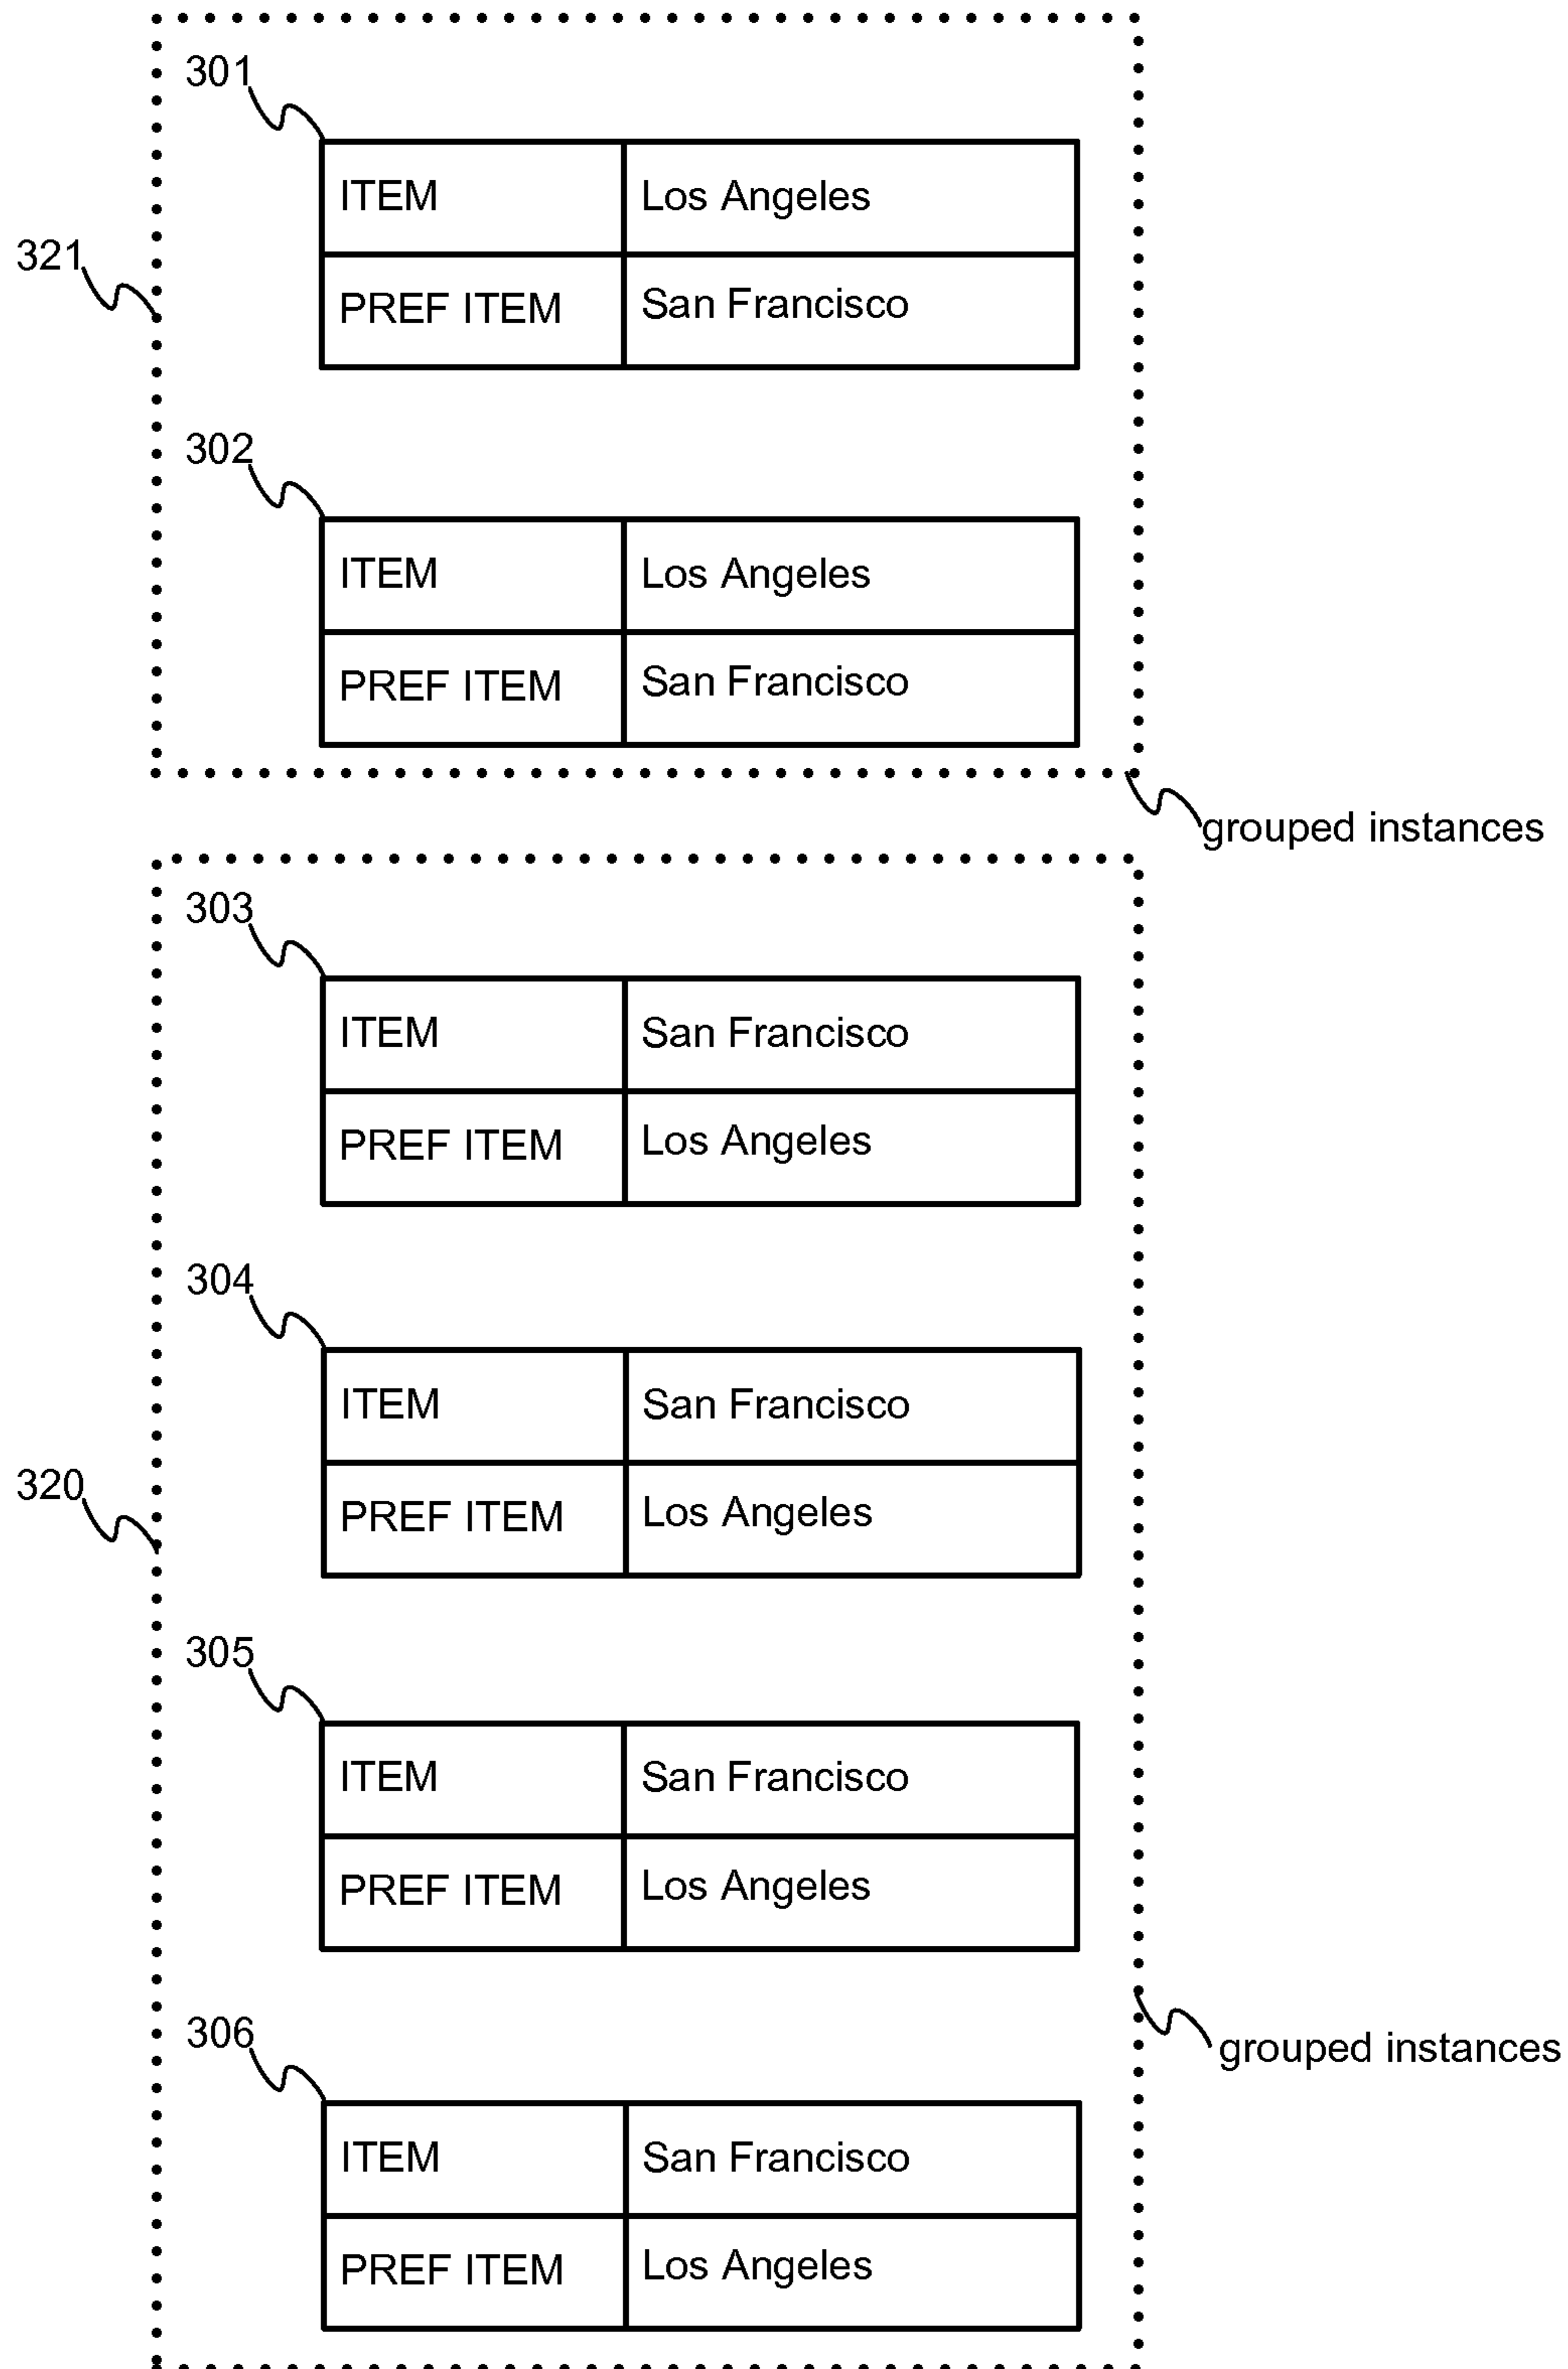 301
ITEM Los Angeles
321
PREF ITEM San Francisco
302
ITEM Los Angeles
PREF ITEM San Francisco
grouped instances
303
ITEM San Francisco
PREF ITEM Los Angeles
304
ITEM San Francisco
320
PREF ITEM Los Angeles
305
ITEM San Francisco
PREF ITEM Los Angeles
306
grouped instances
ITEM San Francisco
PREF ITEM Los Angeles